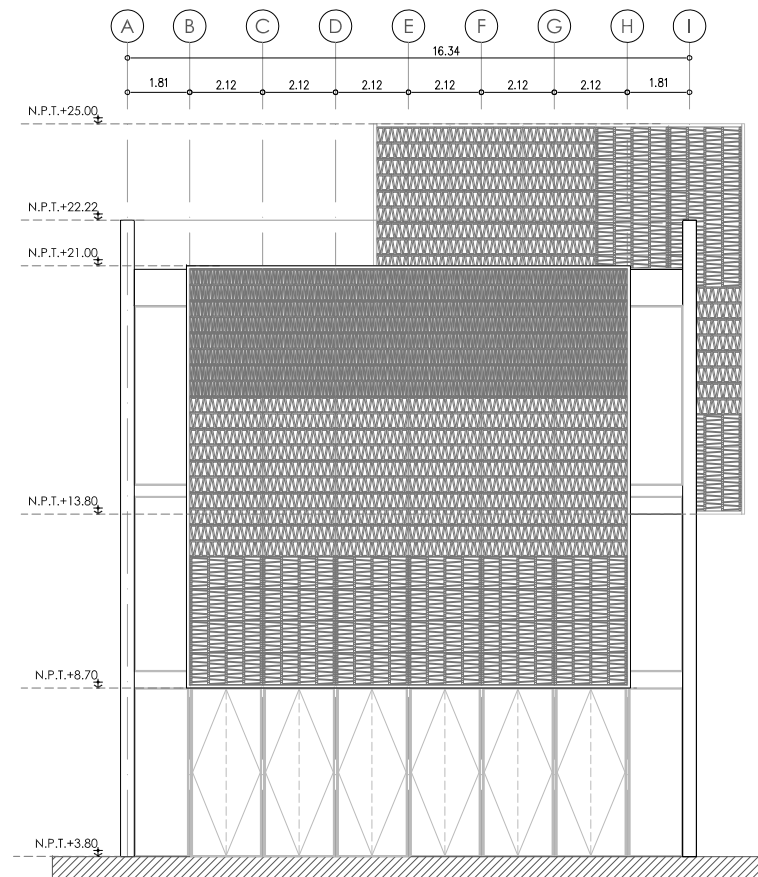 A B C D E F G H I
16.34
1.81 2.12 2.12 2.12 2.12 2.12 2.12 1.81
N.P.T.+25.00
N.P.T.+22.22
N.P.T.+21.00
N.P.T.+13.80
N.P.T.+8.70
N.P.T.+3.80